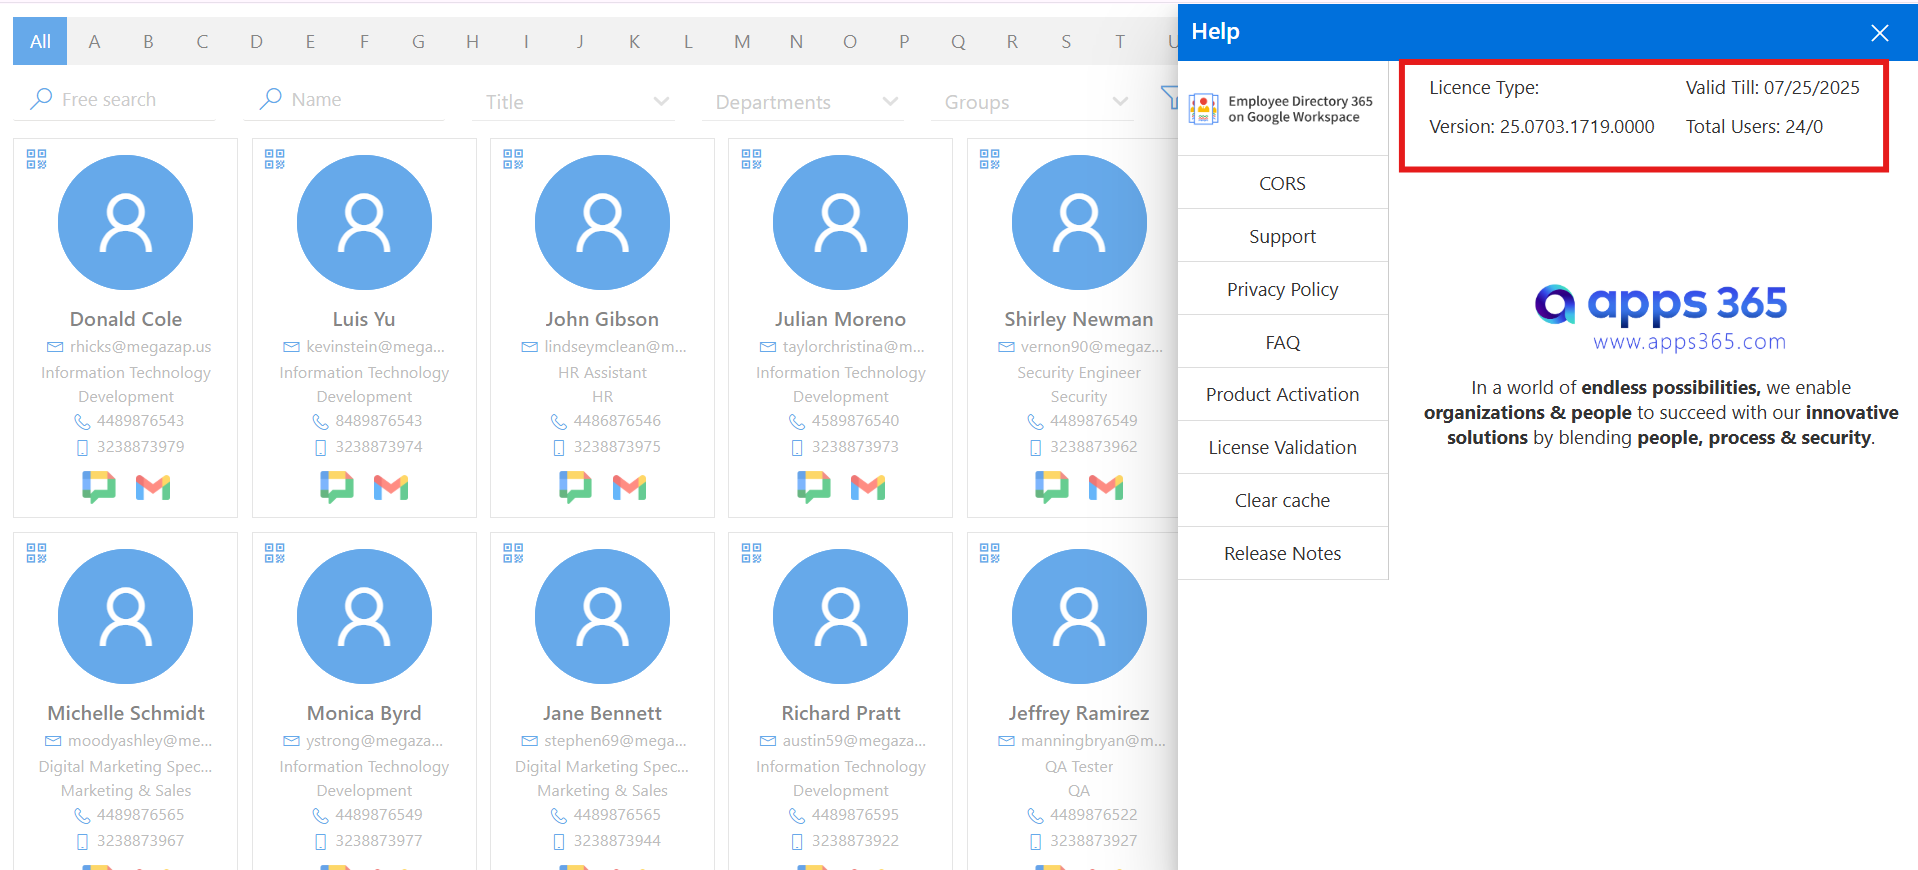 All A B C D E F G H I J K L M N O P Q R S T U
Free search
Name
Title
Departments
Groups
Donald Cole
rhicks@megazap.us
Information Technology
Development
4489876543
3238873979
Luis Yu
kevinstein@mega...
Information Technology
Development
8489876543
3238873974
John Gibson
lindseymclean@m...
HR Assistant
HR
4486876546
3238873975
Julian Moreno
taylorchristina@m...
Information Technology
Development
4589876540
3238873973
Shirley Newman
vernon90@megaz...
Security Engineer
Security
4489876549
3238873962
Michelle Schmidt
moodyashley@me...
Digital Marketing Spec...
Marketing & Sales
4489876565
3238873967
Monica Byrd
ystrong@megaza...
Information Technology
Development
4489876549
3238873977
Jane Bennett
stephen69@mega...
Digital Marketing Spec...
Marketing & Sales
4489876565
3238873944
Richard Pratt
austin59@megaza...
Information Technology
Development
4489876595
3238873922
Jeffrey Ramirez
manningbryan@m...
QA Tester
QA
4489876522
3238873927
Help
Employee Directory 365
on Google Workspace
CORS
Support
Privacy Policy
FAQ
Product Activation
License Validation
Clear cache
Release Notes
Licence Type:
Valid Till: 07/25/2025
Version: 25.0703.1719.0000
Total Users: 24/0
apps 365
www.apps365.com
In a world of endless possibilities, we enable
organizations & people to succeed with our innovative
solutions by blending people, process & security.